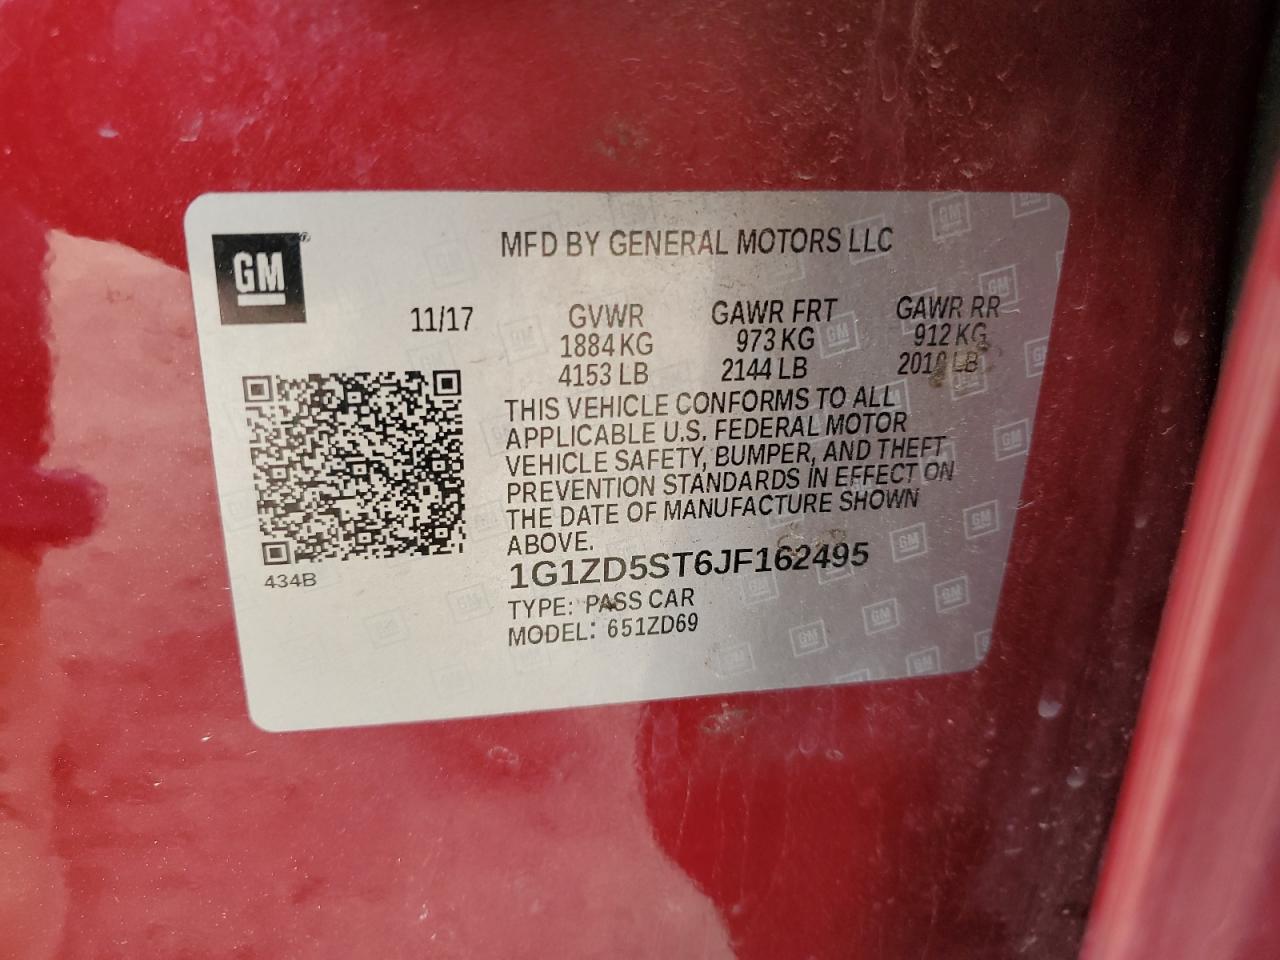 GM
MFD BY GENERAL MOTORS LLC
11/17
GVWR GAWR FRT GAWR RR
1884 KG 973 KG 912 KG
4153 LB 2144 LB LB
THIS VEHICLE CONFORMS TO ALL
APPLICABLE U.S. FEDERAL MOTOR
VEHICLE SAFETY, BUMPER, AND THEFT
PREVENTION STANDARDS IN EFFECT ON
THE DATE OF MANUFACTURE SHOWN
ABOVE.
1G1ZD5ST6JF162495
TYPE: PASS CAR
MODEL: 651ZD69
434B